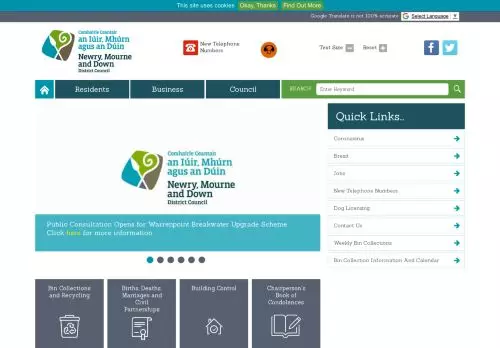 This site uses cookies Okay, Thanks Find Out More
Google Translate is not 100% accurate Select Language
Comhairle Ceantair
an Iúir, Mhúrn
agus an Dúin
Newry, Mourne
and Down
District Council
New Telephone
Numbers
Text Size
Reset
Residents Business Council
SEARCH Enter Keyword
Comhairle Ceantair
an Iúir, Mhúrn
agus an Dúin
Newry, Mourne
and Down
District Council
Public Consultation Opens for Warrenpoint Breakwater Upgrade Scheme
Click here for more information
Quick Links..
Coronavirus
Brexit
Jobs
New Telephone Numbers
Dog Licensing
Contact Us
Weekly Bin Collections
Bin Collection Information And Calendar
Bin Collections
and Recycling
Births, Deaths,
Marriages and
Civil
Partnerships
Building Control
Chairperson's
Book of
Condolences